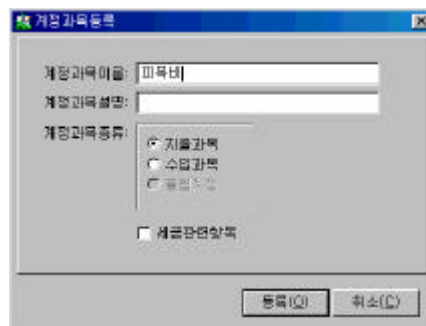 계정과목등록
계정과목이름: 피복비
계정과목설명:
계정과목종류:
지출과목
수입과목
세금관련항목
등록(O)
취소(C)